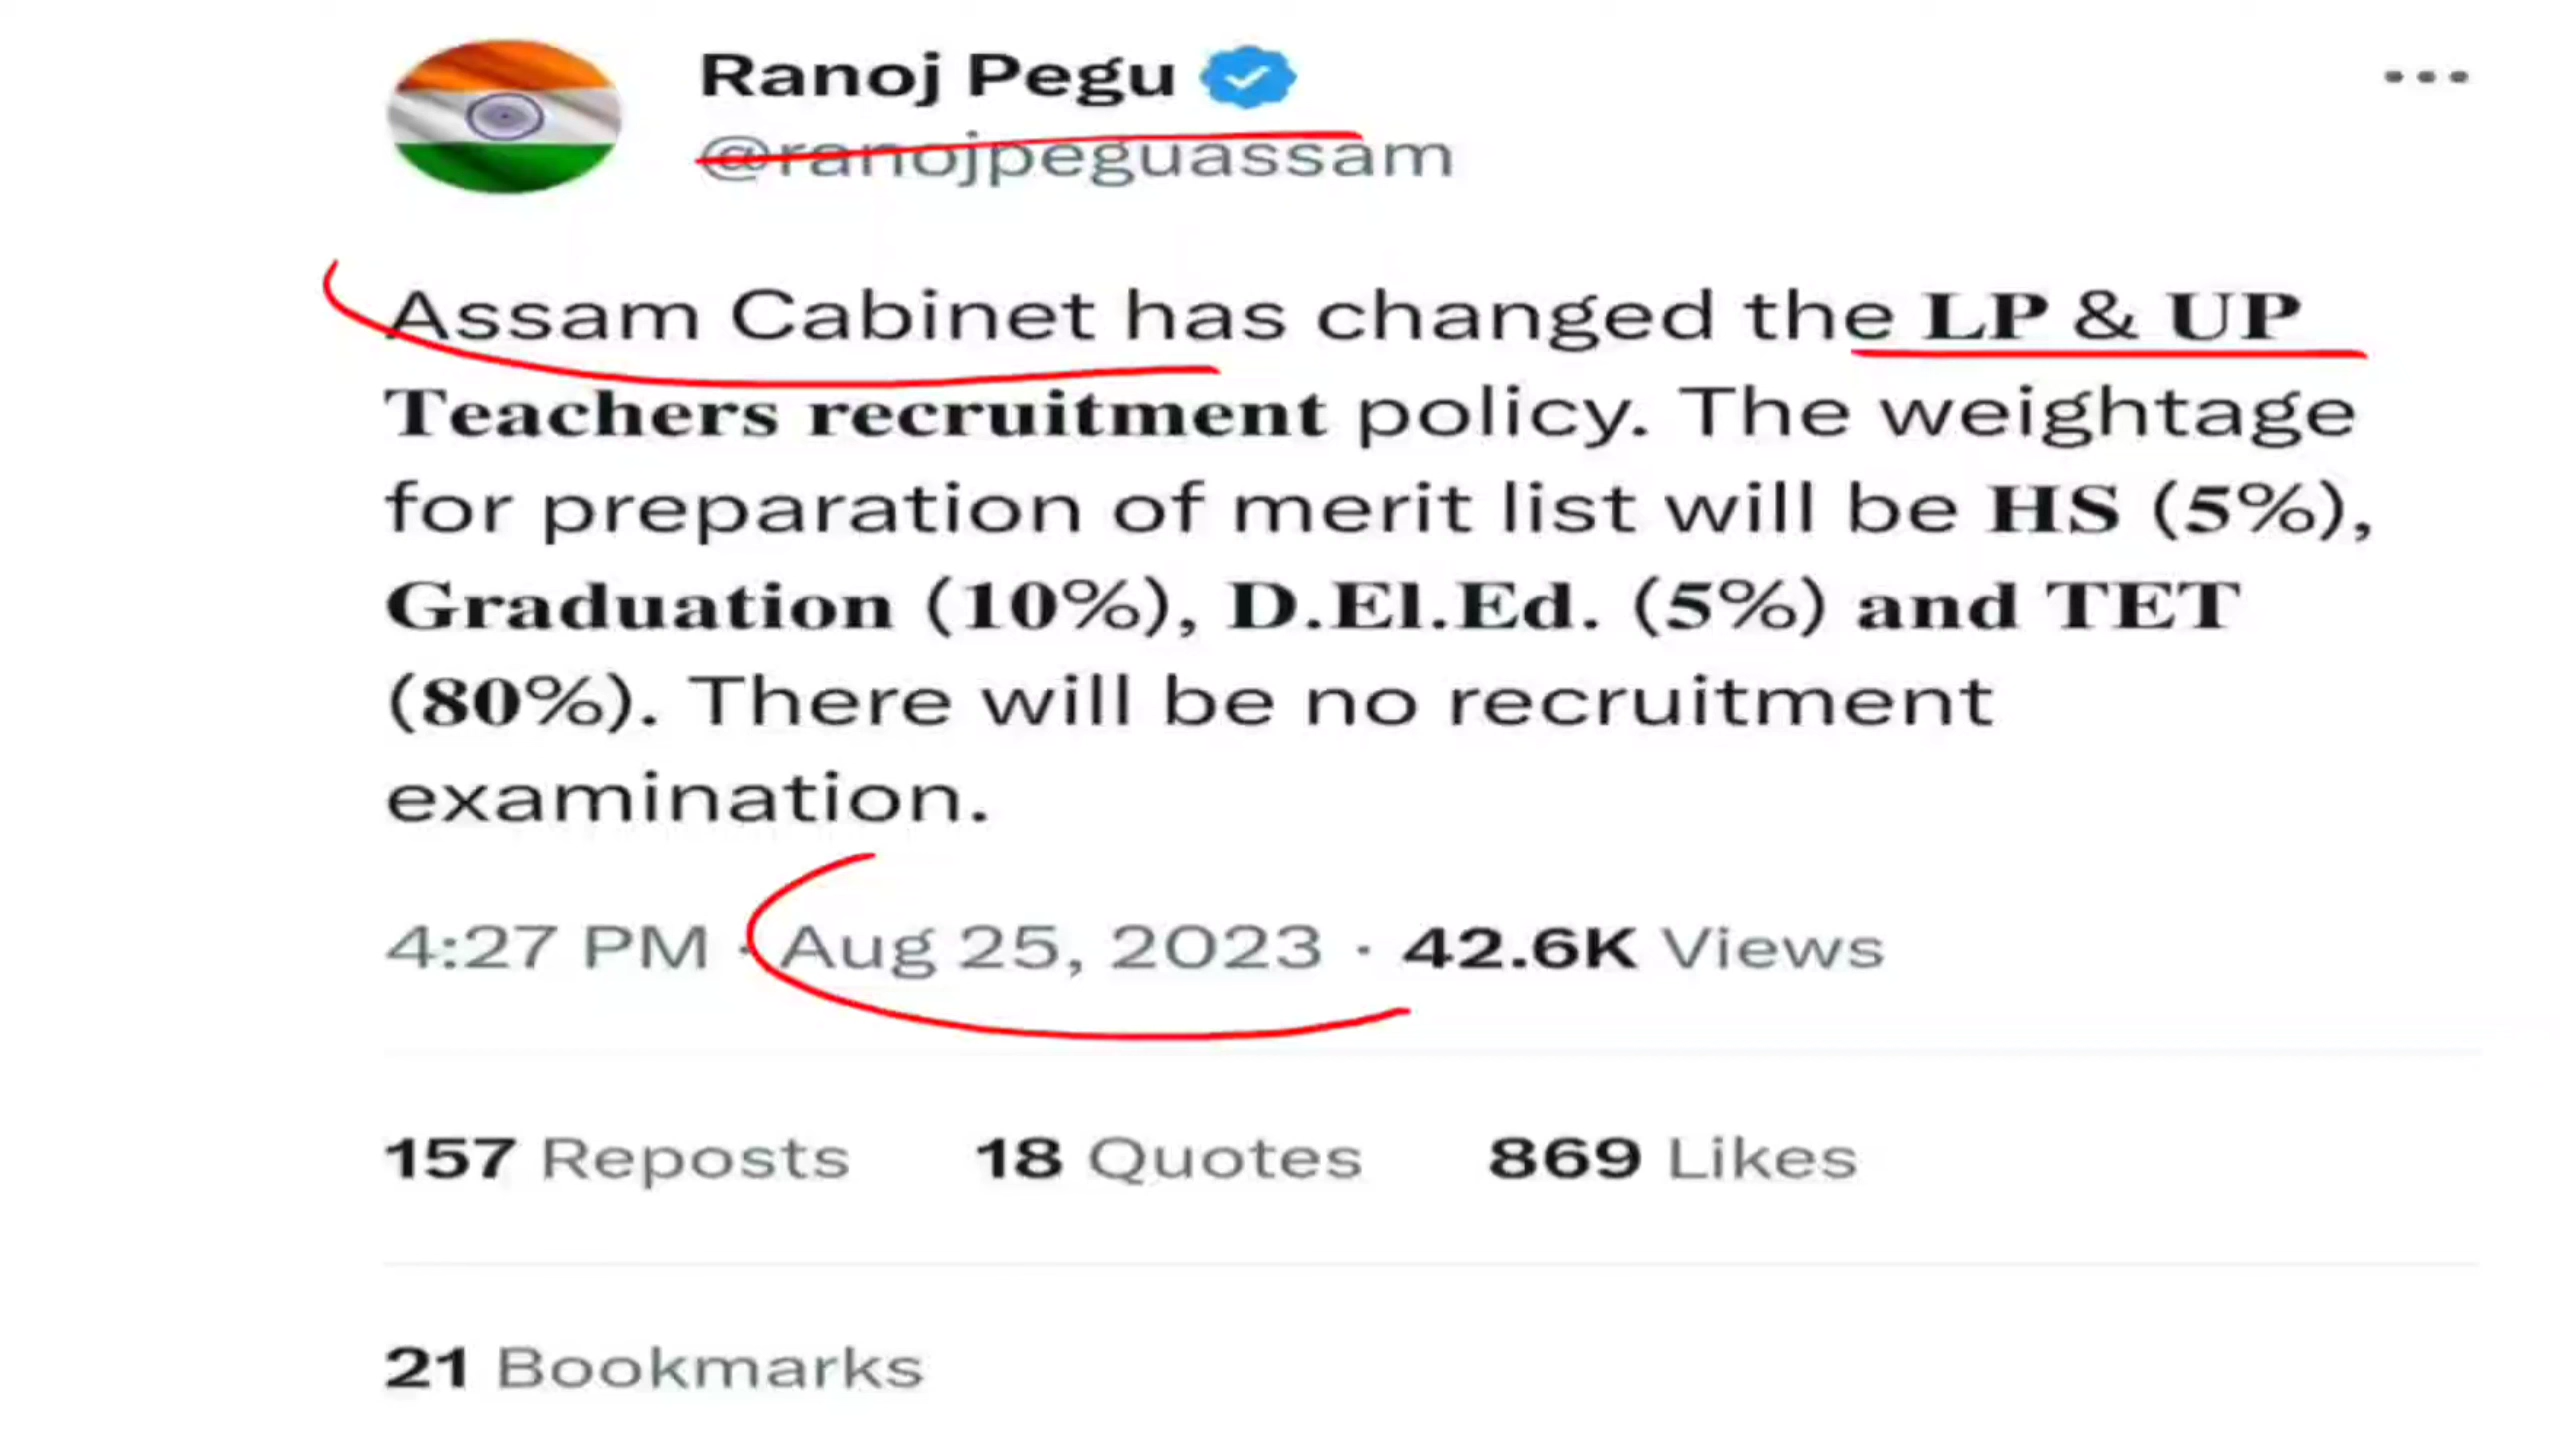 Ranoj Pegu
@ranojpeguassam
Assam Cabinet has changed the LP & UP
Teachers recruitment policy. The weightage
for preparation of merit list will be HS (5%),
Graduation (10%), D.El.Ed. (5%) and TET
(80%). There will be no recruitment
examination.
4:27 PM · Aug 25, 2023 · 42.6K Views
157 Reposts 18 Quotes 869 Likes
21 Bookmarks